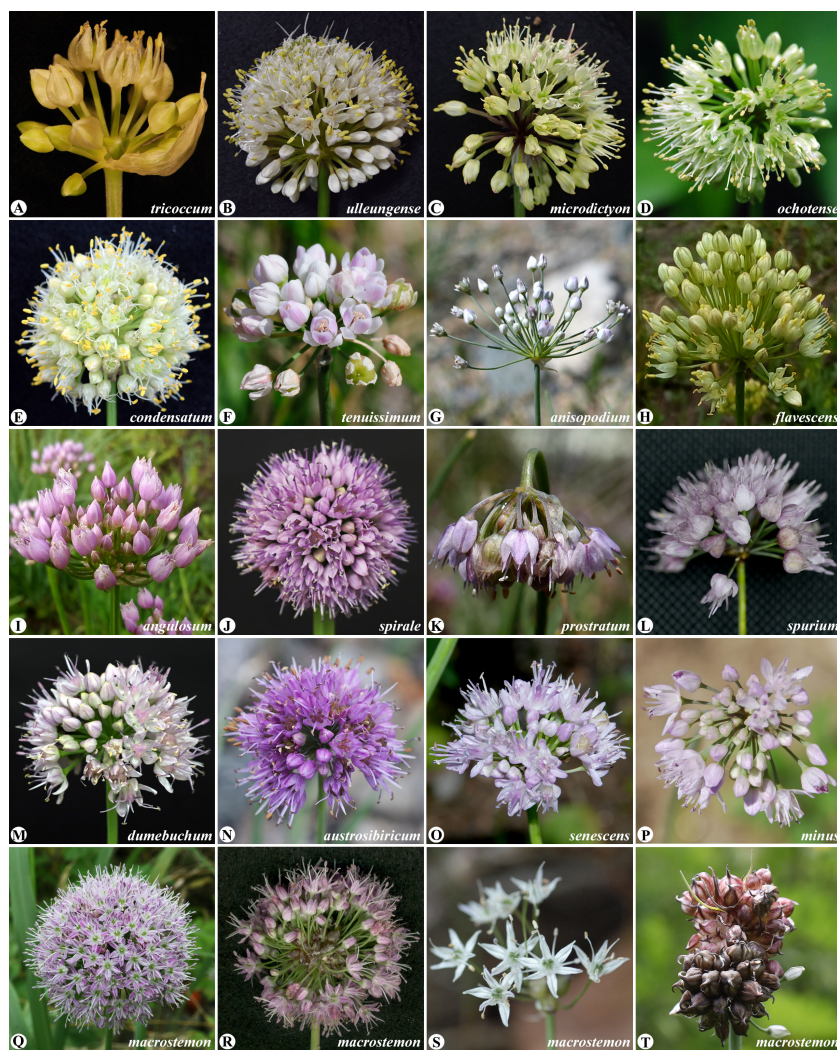 A tricoccum
B ulleungense
C microdictyon
D ochotense
E condensatum
F tenuissimum
G anisopodium
H flavescens
I angulosum
J spirale
K prostratum
L spurium
M dumebuchum
N austrosibiricum
O senescens
P minus
Q macrostemon
R macrostemon
S macrostemon
T macrostemon